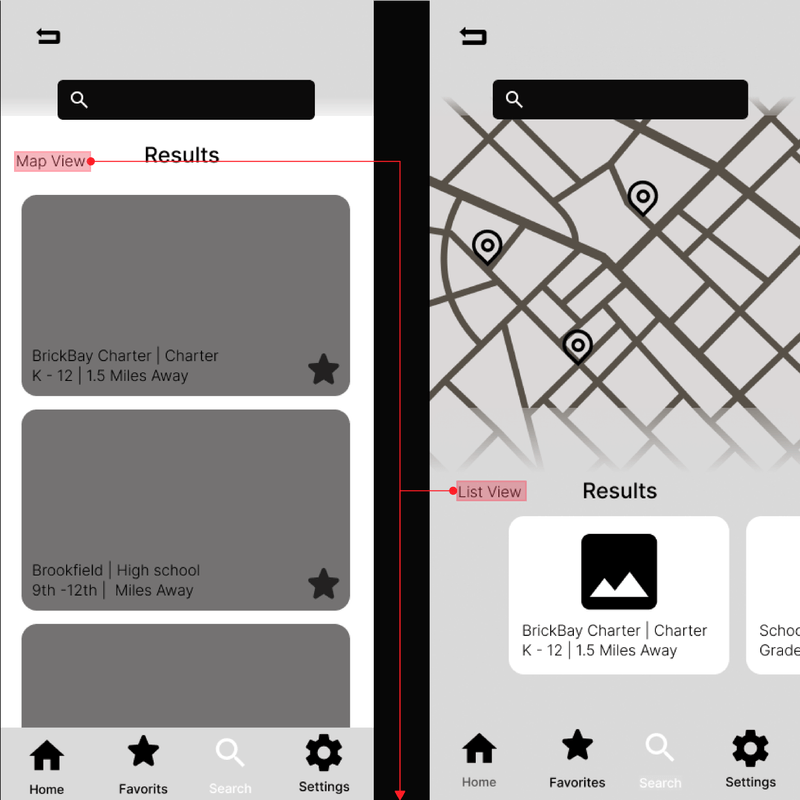 Results
Map View
BrickBay Charter | Charter
K - 12 | 1.5 Miles Away
Brookfield | High school
9th -12th | Miles Away
Home
Favorits
Search
Settings
List View
Results
BrickBay Charter | Charter
K - 12 | 1.5 Miles Away
Schoo
Grade
Home
Favorites
Search
Settings